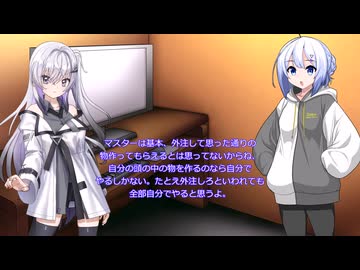 マスターは基本、外注して思った通りの
物作ってもらえるとは思ってないからね、
自分の頭の中の物を作るのなら自分で
やるしかない。たとえ外注しろといわれても
全部自分でやると思うよ。